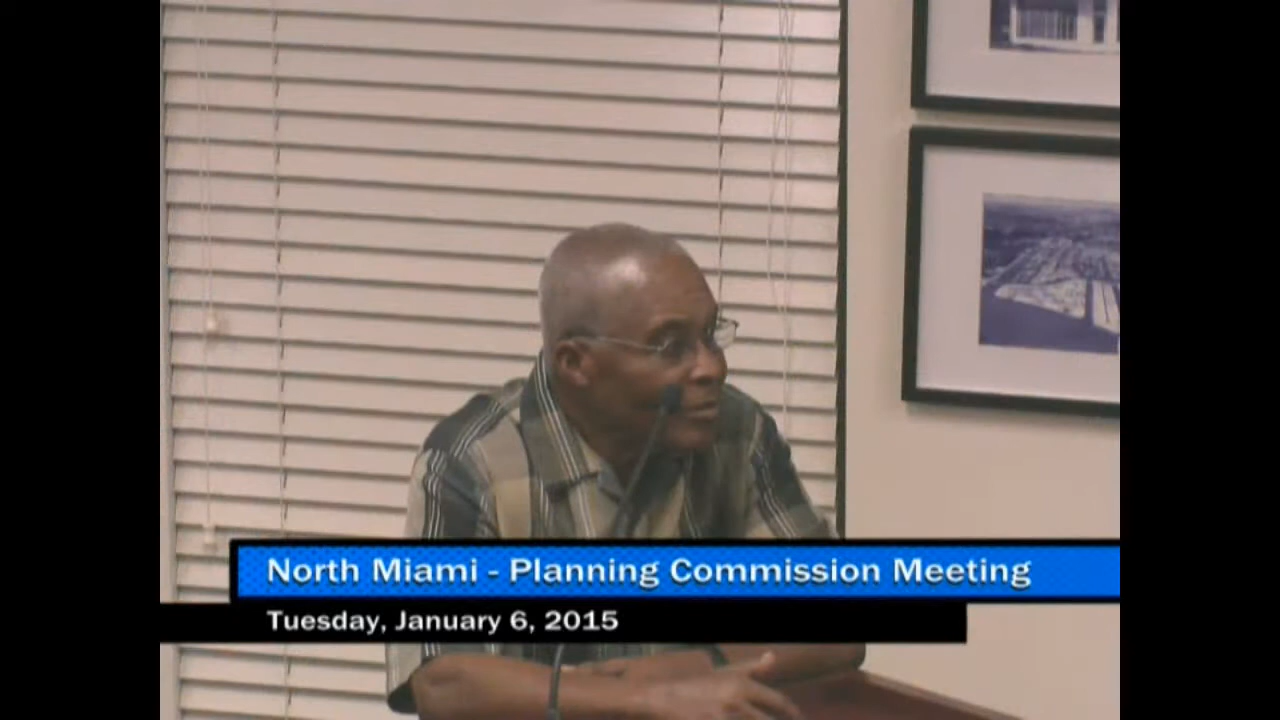 North Miami - Planning Commission Meeting
Tuesday, January 6, 2015